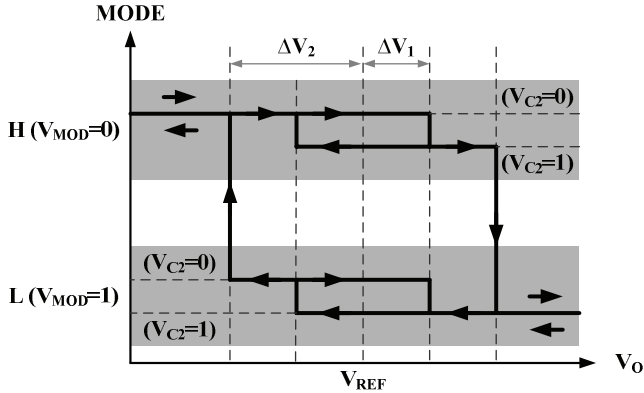 MODE
ΔV2
ΔV1
(VC2=0)
H (VMOD=0)
(VC2=1)
(VC2=0)
L (VMOD=1)
(VC2=1)
VREF
VO